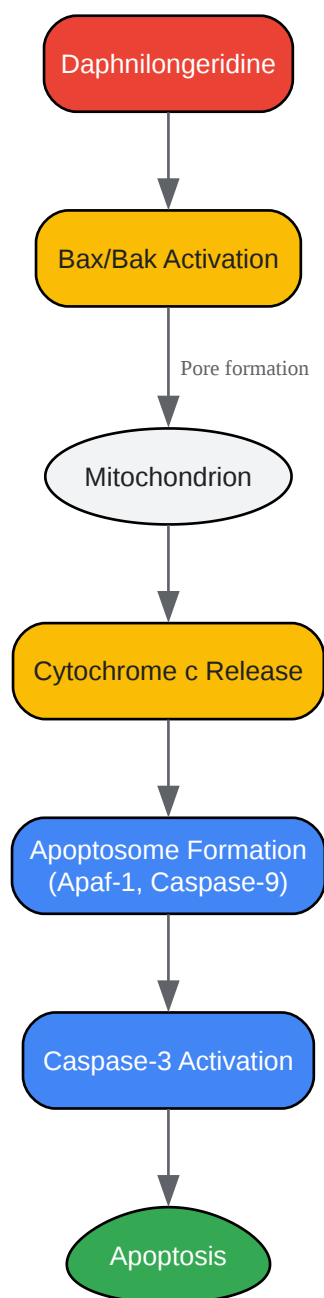 Daphnilongeridine
Bax/Bak Activation
Pore formation
Mitochondrion
Cytochrome c Release
Apoptosome Formation
(Apaf-1, Caspase-9)
Caspase-3 Activation
Apoptosis